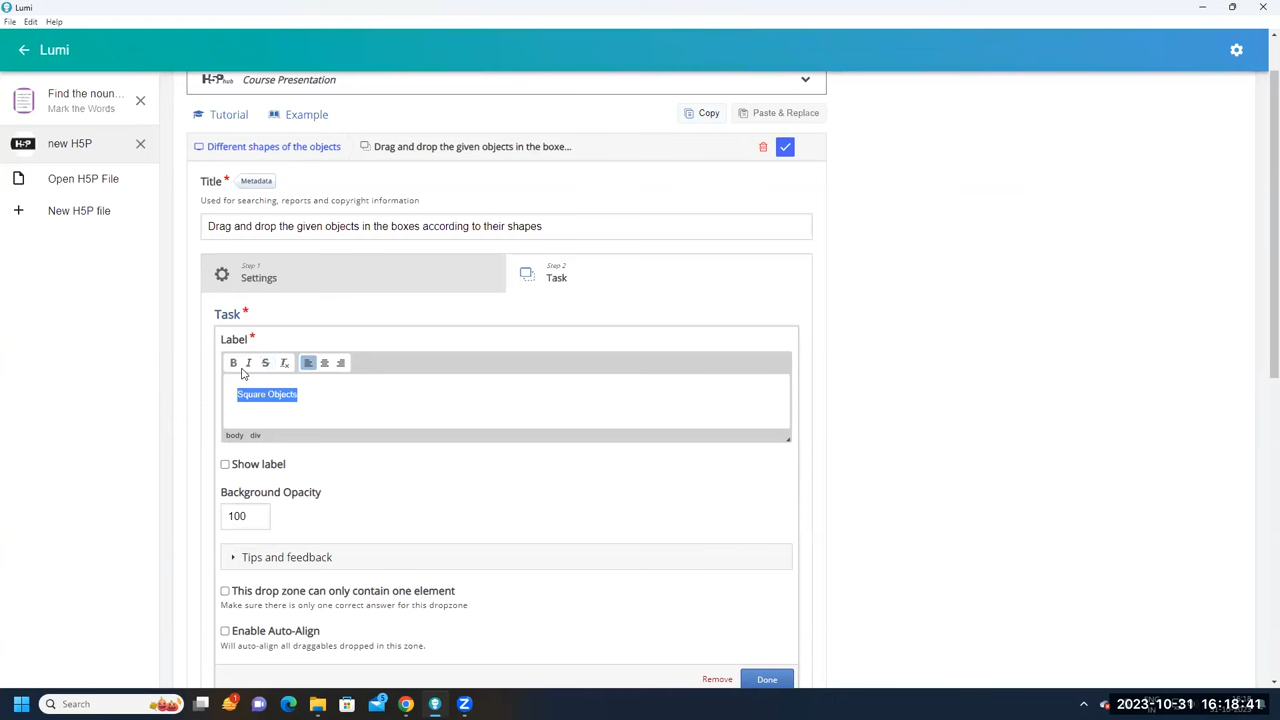 Lumi
File Edit Help
Lumi
H5P hub Course Presentation
Find the noun...
Mark the Words
Tutorial Example Copy Paste & Replace
H5P new H5P
Different shapes of the objects Drag and drop the given objects in the boxe...
Open H5P File
Title* Metadata
Used for searching, reports and copyright information
New H5P file
Drag and drop the given objects in the boxes according to their shapes
Step 1
Settings
Step 2
Task
Task*
Label*
B I S Tx
Square Objects
body div
Show label
Background Opacity
100
Tips and feedback
This drop zone can only contain one element
Make sure there is only one correct answer for this dropzone
Enable Auto-Align
Will auto-align all draggables dropped in this zone.
Remove Done
Search
2023-10-31 16:18:41